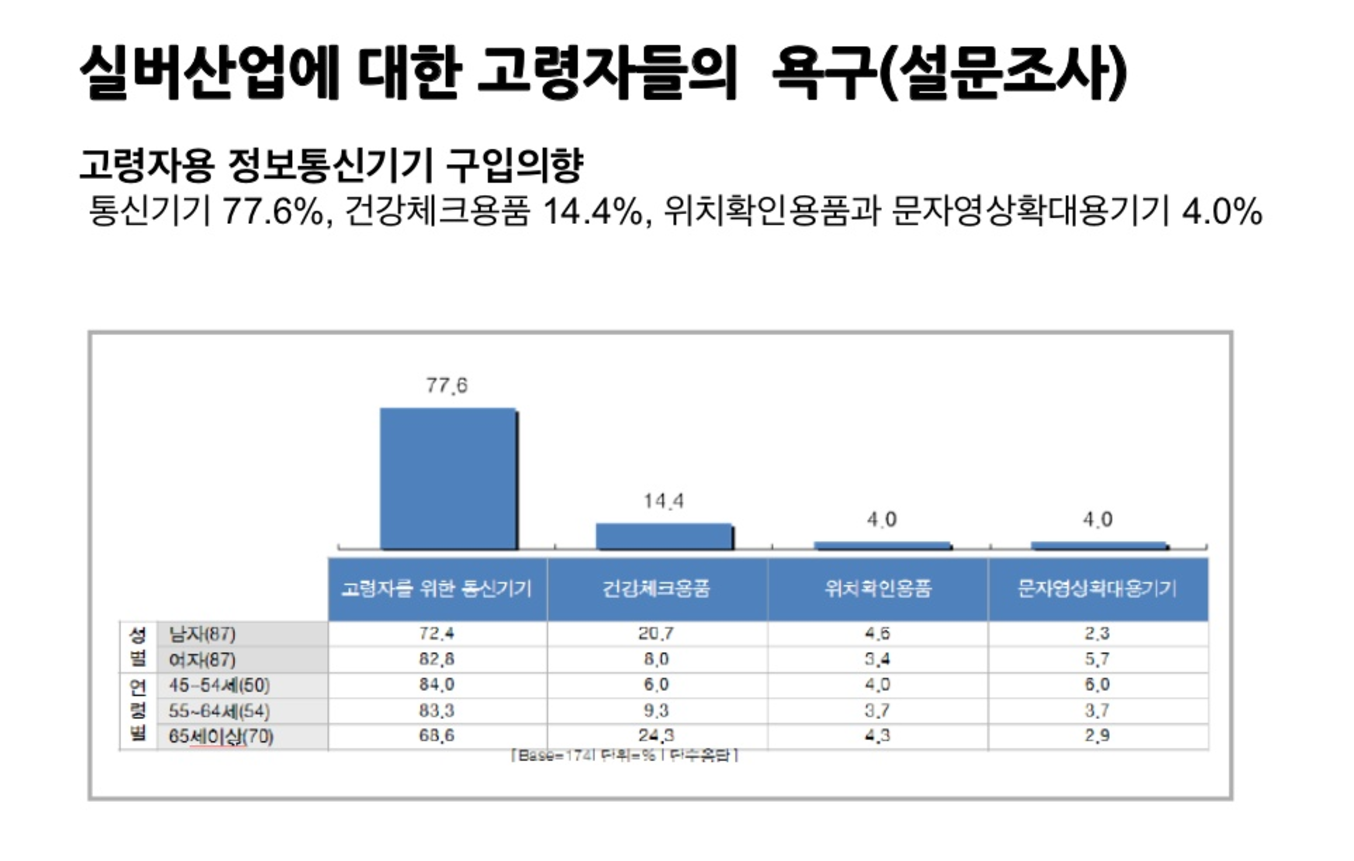 실버산업에 대한 고령자들의 욕구(설문조사)
고령자용 정보통신기기 구입의향
통신기기 77.6%, 건강체크용품 14.4%, 위치확인용품과 문자영상확대용기기 4.0%
77.6 14.4 4.0 4.0
고령자를 위한 통신기기 건강체크용품 위치확인용품 문자영상확대용기기
성별 남자(87) 72.4 20.7 4.6 2.3
여자(87) 82.8 8.0 3.4 5.7
연령별 45~54세(50) 84.0 6.0 4.0 6.0
55~64세(54) 83.3 9.3 3.7 3.7
65세이상(70) 68.6 24.3 4.3 2.9
[Base=174| 단위=% | 단수응답]